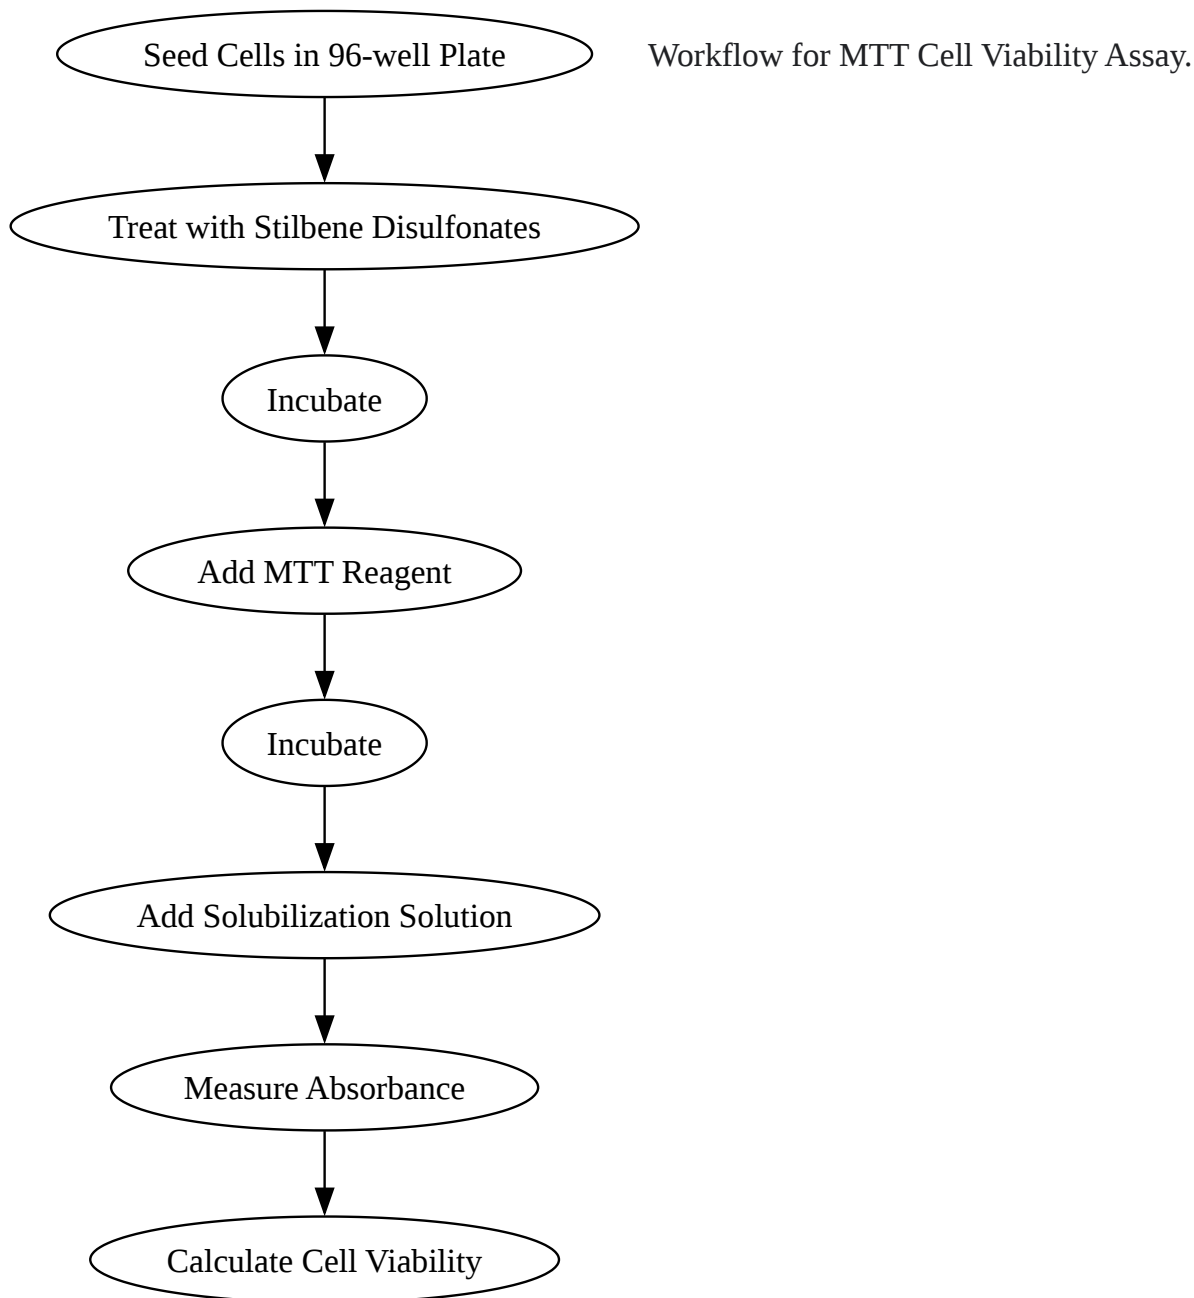 Seed Cells in 96-well Plate
Workflow for MTT Cell Viability Assay.
Treat with Stilbene Disulfonates
Incubate
Add MTT Reagent
Incubate
Add Solubilization Solution
Measure Absorbance
Calculate Cell Viability